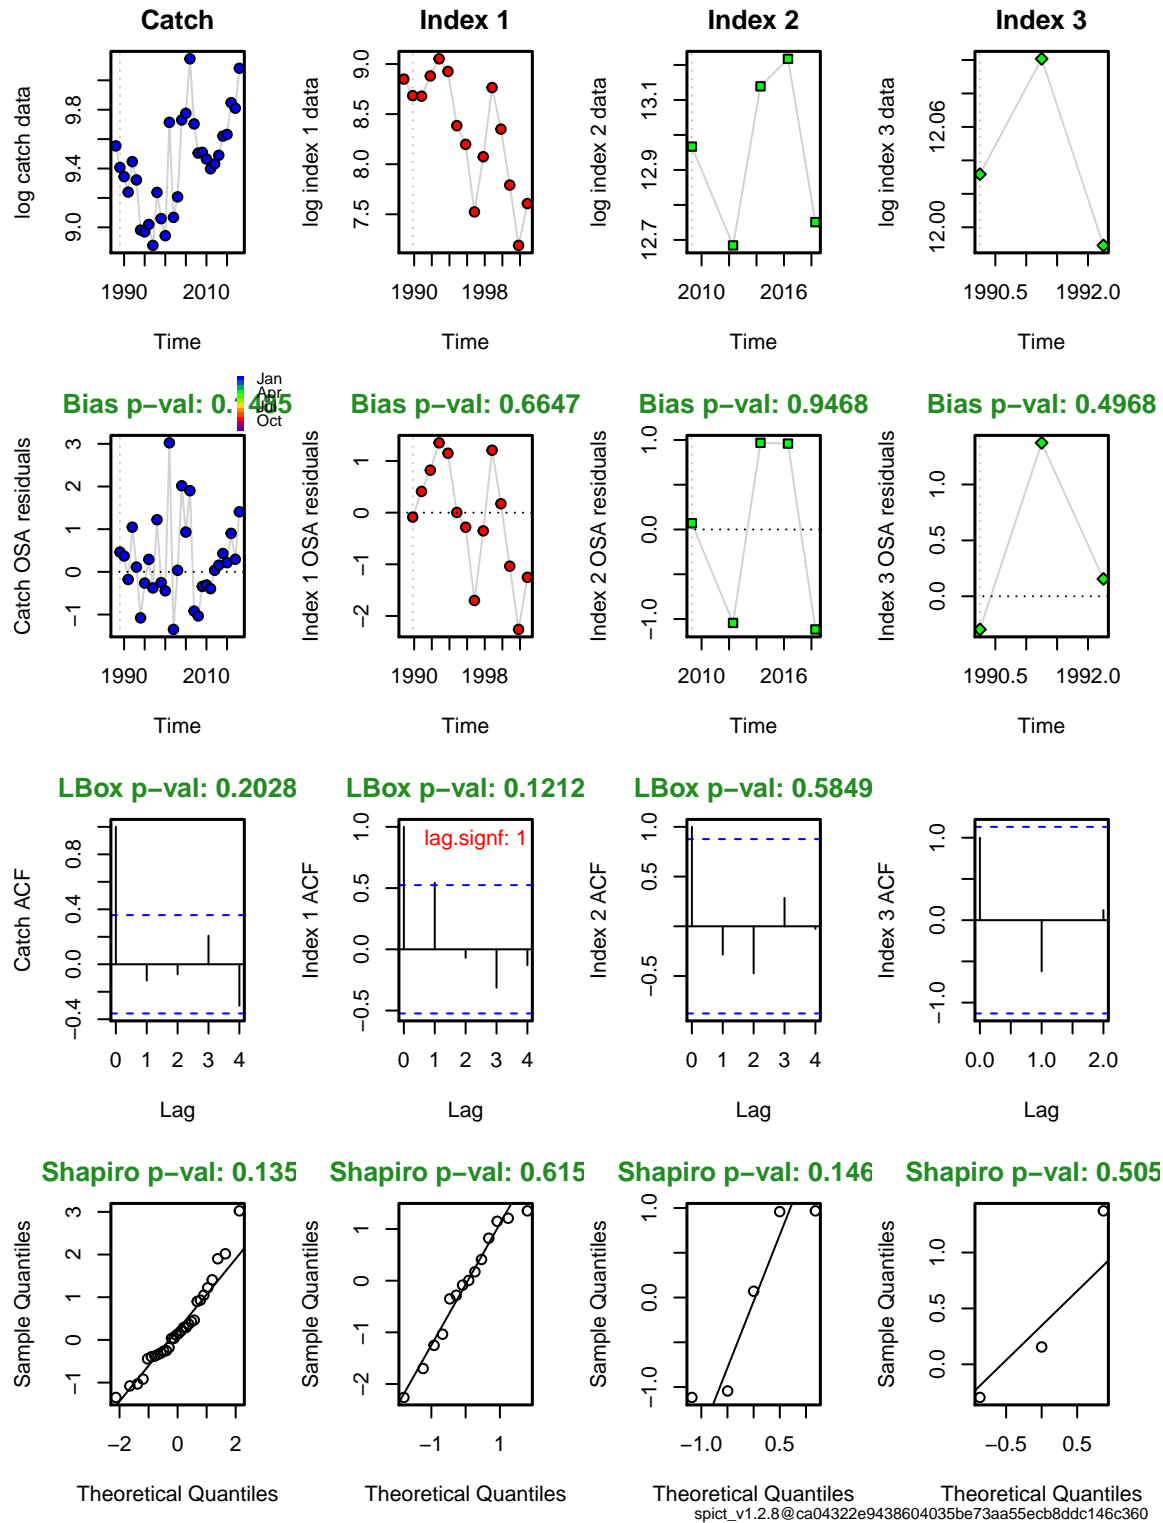 Catch Index 1 Index 2 Index 3
log catch data
9.0 9.4 9.8
1990 2010
Time
log index 1 data
7.5 8.0 8.5 9.0
1990 1998
Time
log index 2 data
12.7 12.9 13.1
2010 2016
Time
log index 3 data
12.00 12.06
1990.5 1992.0
Time
Jan
Apr
Jul
Oct
Bias p−val: 0.1485
Catch OSA residuals
−1 0 1 2 3
1990 2010
Time
Bias p−val: 0.6647
Index 1 OSA residuals
−2 −1 0 1
1990 1998
Time
Bias p−val: 0.9468
Index 2 OSA residuals
−1.0 0.0 1.0
2010 2016
Time
Bias p−val: 0.4968
Index 3 OSA residuals
0.0 0.5 1.0
1990.5 1992.0
Time
LBox p−val: 0.2028
Catch ACF
−0.4 0.0 0.4 0.8
0 1 2 3 4
Lag
LBox p−val: 0.1212
lag.signf: 1
Index 1 ACF
−0.5 0.0 0.5 1.0
0 1 2 3 4
Lag
LBox p−val: 0.5849
Index 2 ACF
−0.5 0.5 1.0
0 1 2 3 4
Lag
Index 3 ACF
−1.0 0.0 1.0
0.0 1.0 2.0
Lag
Shapiro p−val: 0.135
Sample Quantiles
−1 0 1 2 3
−2 0 2
Theoretical Quantiles
Shapiro p−val: 0.615
Sample Quantiles
−2 −1 0 1
−1 1
Theoretical Quantiles
Shapiro p−val: 0.146
Sample Quantiles
−1.0 0.0 1.0
−1.0 0.5
Theoretical Quantiles
Shapiro p−val: 0.505
Sample Quantiles
0.0 0.5 1.0
−0.5 0.5
Theoretical Quantiles
spict_v1.2.8@ca04322e9438604035be73aa55ecb8ddc146c360